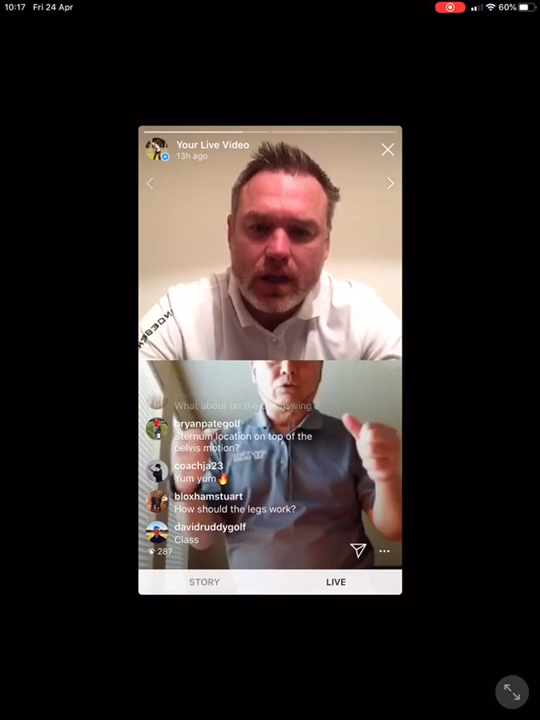 10:17 Fri 24 Apr
60%
Your Live Video
13h ago
What about on the downswing
bryanpategolf
Sternum location on top of the
pelvis motion?
coachja23
Yum yum🔥
bloxhamstuart
How should the legs work?
davidruddygolf
Class
287
STORY LIVE